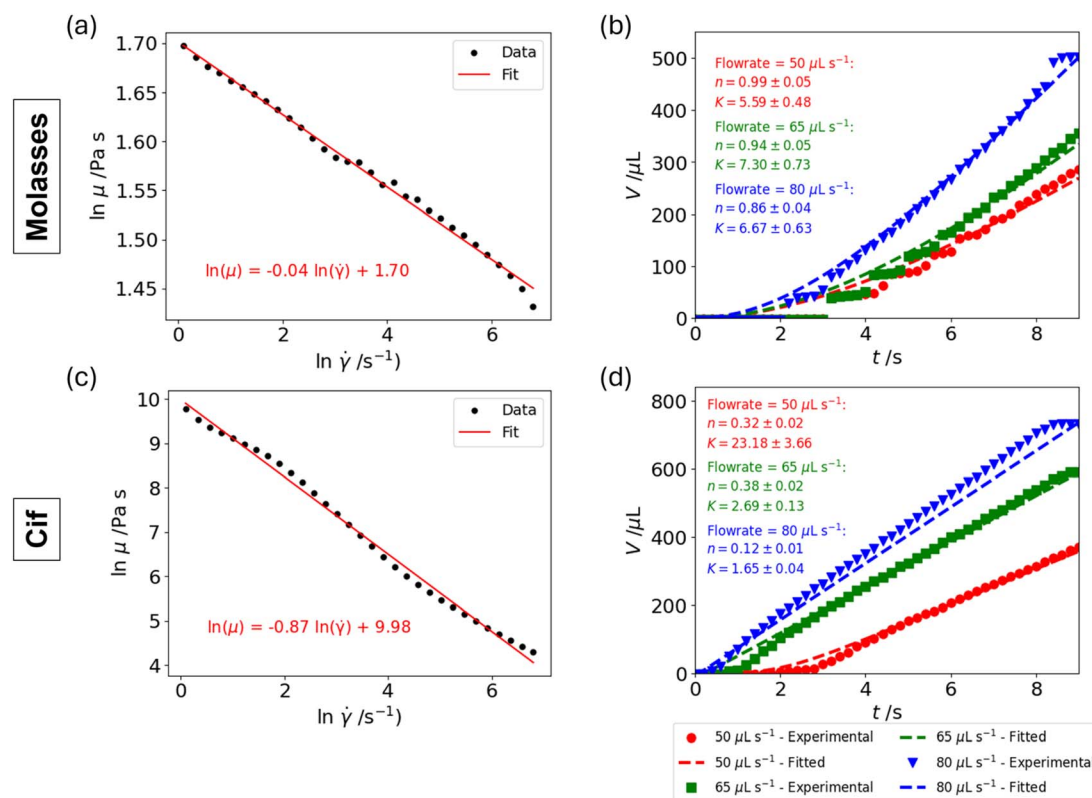 (a)
Molasses
1.70
1.65
1.60
1.55
1.50
1.45
ln μ /Pa s
Data
Fit
ln(μ) = -0.04 ln(γ̇) + 1.70
0
2
4
6
ln γ̇ /s⁻¹)
(b)
500
400
300
200
100
0
V /μL
Flowrate = 50 μL s⁻¹:
n = 0.99 ± 0.05
K = 5.59 ± 0.48
Flowrate = 65 μL s⁻¹:
n = 0.94 ± 0.05
K = 7.30 ± 0.73
Flowrate = 80 μL s⁻¹:
n = 0.86 ± 0.04
K = 6.67 ± 0.63
0
2
4
6
8
t /s
(c)
Cif
10
9
8
7
6
5
4
ln μ /Pa s
Data
Fit
ln(μ) = -0.87 ln(γ̇) + 9.98
0
2
4
6
ln γ̇ /s⁻¹)
(d)
800
600
400
200
0
V /μL
Flowrate = 50 μL s⁻¹:
n = 0.32 ± 0.02
K = 23.18 ± 3.66
Flowrate = 65 μL s⁻¹:
n = 0.38 ± 0.02
K = 2.69 ± 0.13
Flowrate = 80 μL s⁻¹:
n = 0.12 ± 0.01
K = 1.65 ± 0.04
0
2
4
6
8
t /s
50 μL s⁻¹ - Experimental
50 μL s⁻¹ - Fitted
65 μL s⁻¹ - Experimental
65 μL s⁻¹ - Fitted
80 μL s⁻¹ - Experimenta
80 μL s⁻¹ - Fitted